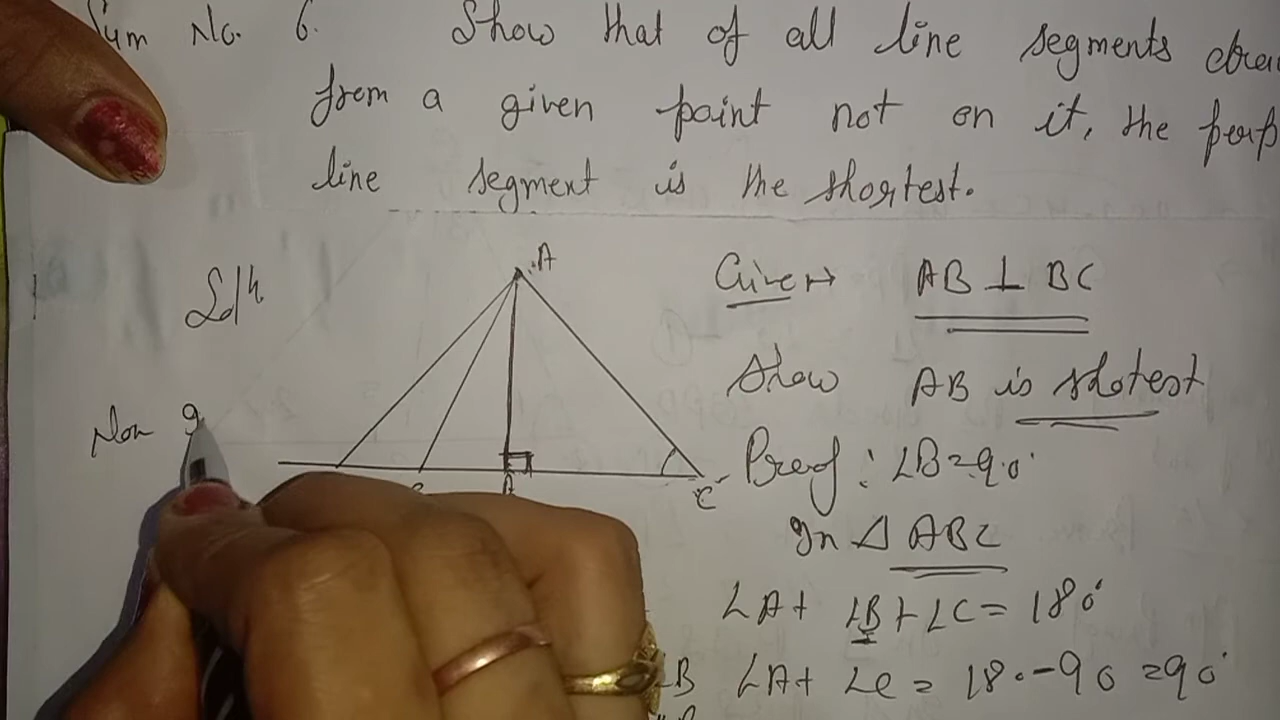 Sum No. 6. Show that of all line segments
from a given point not on it, the
line segment is the shortest.
A
Given AB ⊥ BC
Show AB is shotest
Proof : ∠B=90°
In △ ABC
∠A+ ∠B+∠C= 180°
B ∠A+ ∠C= 180-90=90°
C
Now